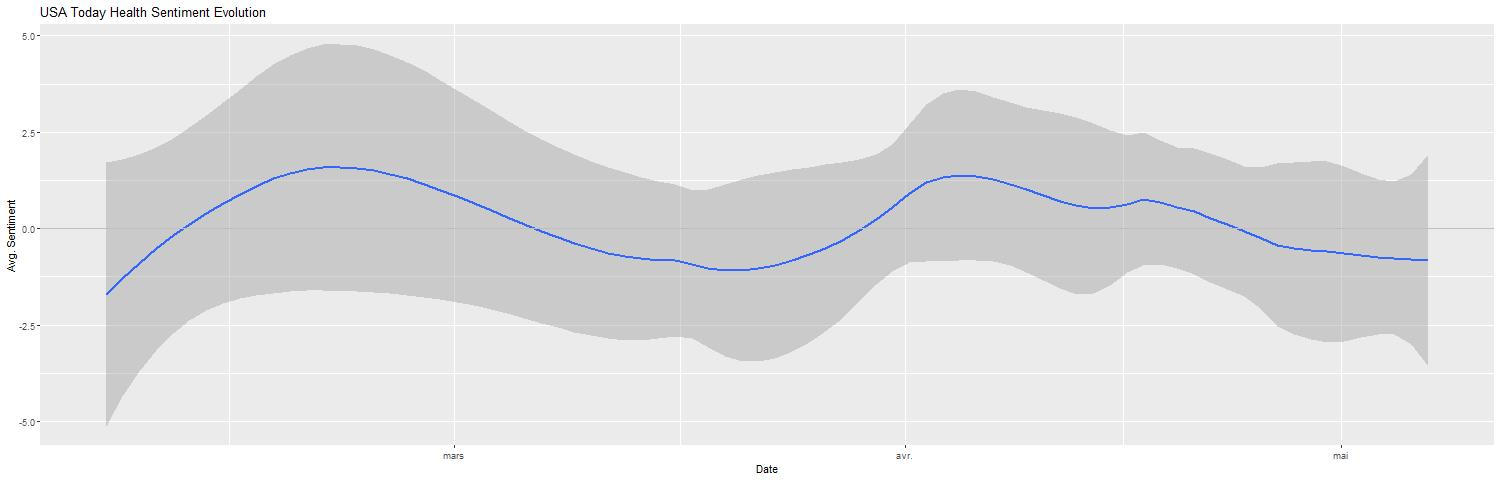 USA Today Health Sentiment Evolution
5.0
2.5
0.0
-2.5
-5.0
Avg. Sentiment
mars
avr.
mai
Date